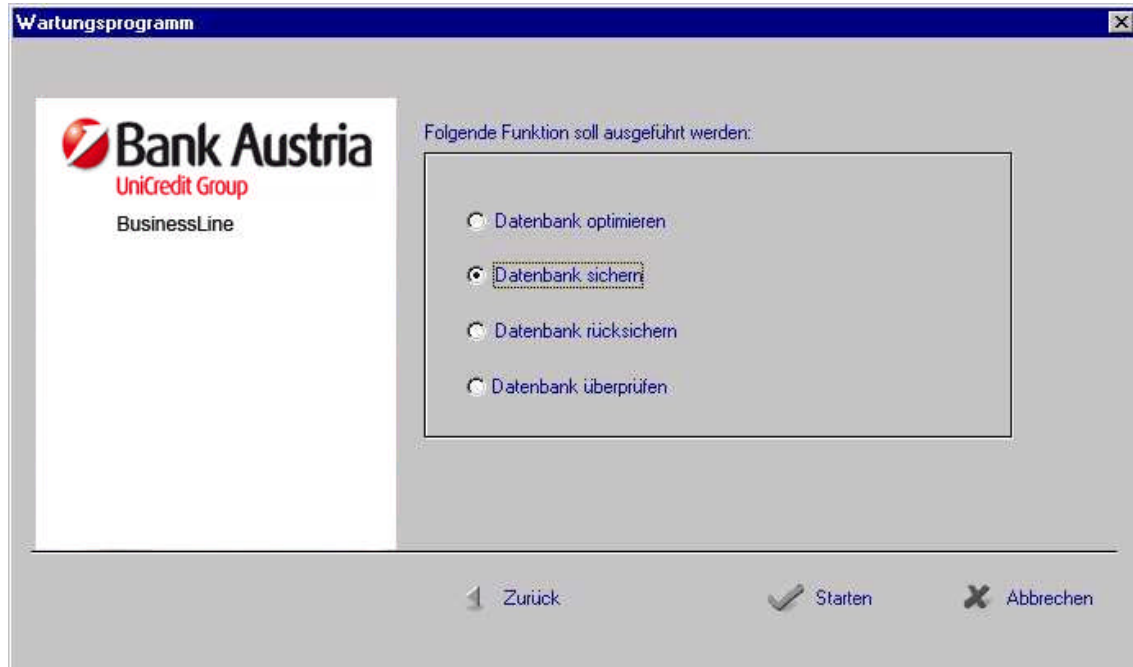 Wartungsprogramm
Bank Austria
UniCredit Group
BusinessLine
Folgende Funktion soll ausgeführt werden:
Datenbank optimieren
Datenbank sichern
Datenbank rücksichern
Datenbank überprüfen
Zurück
Starten
Abbrechen